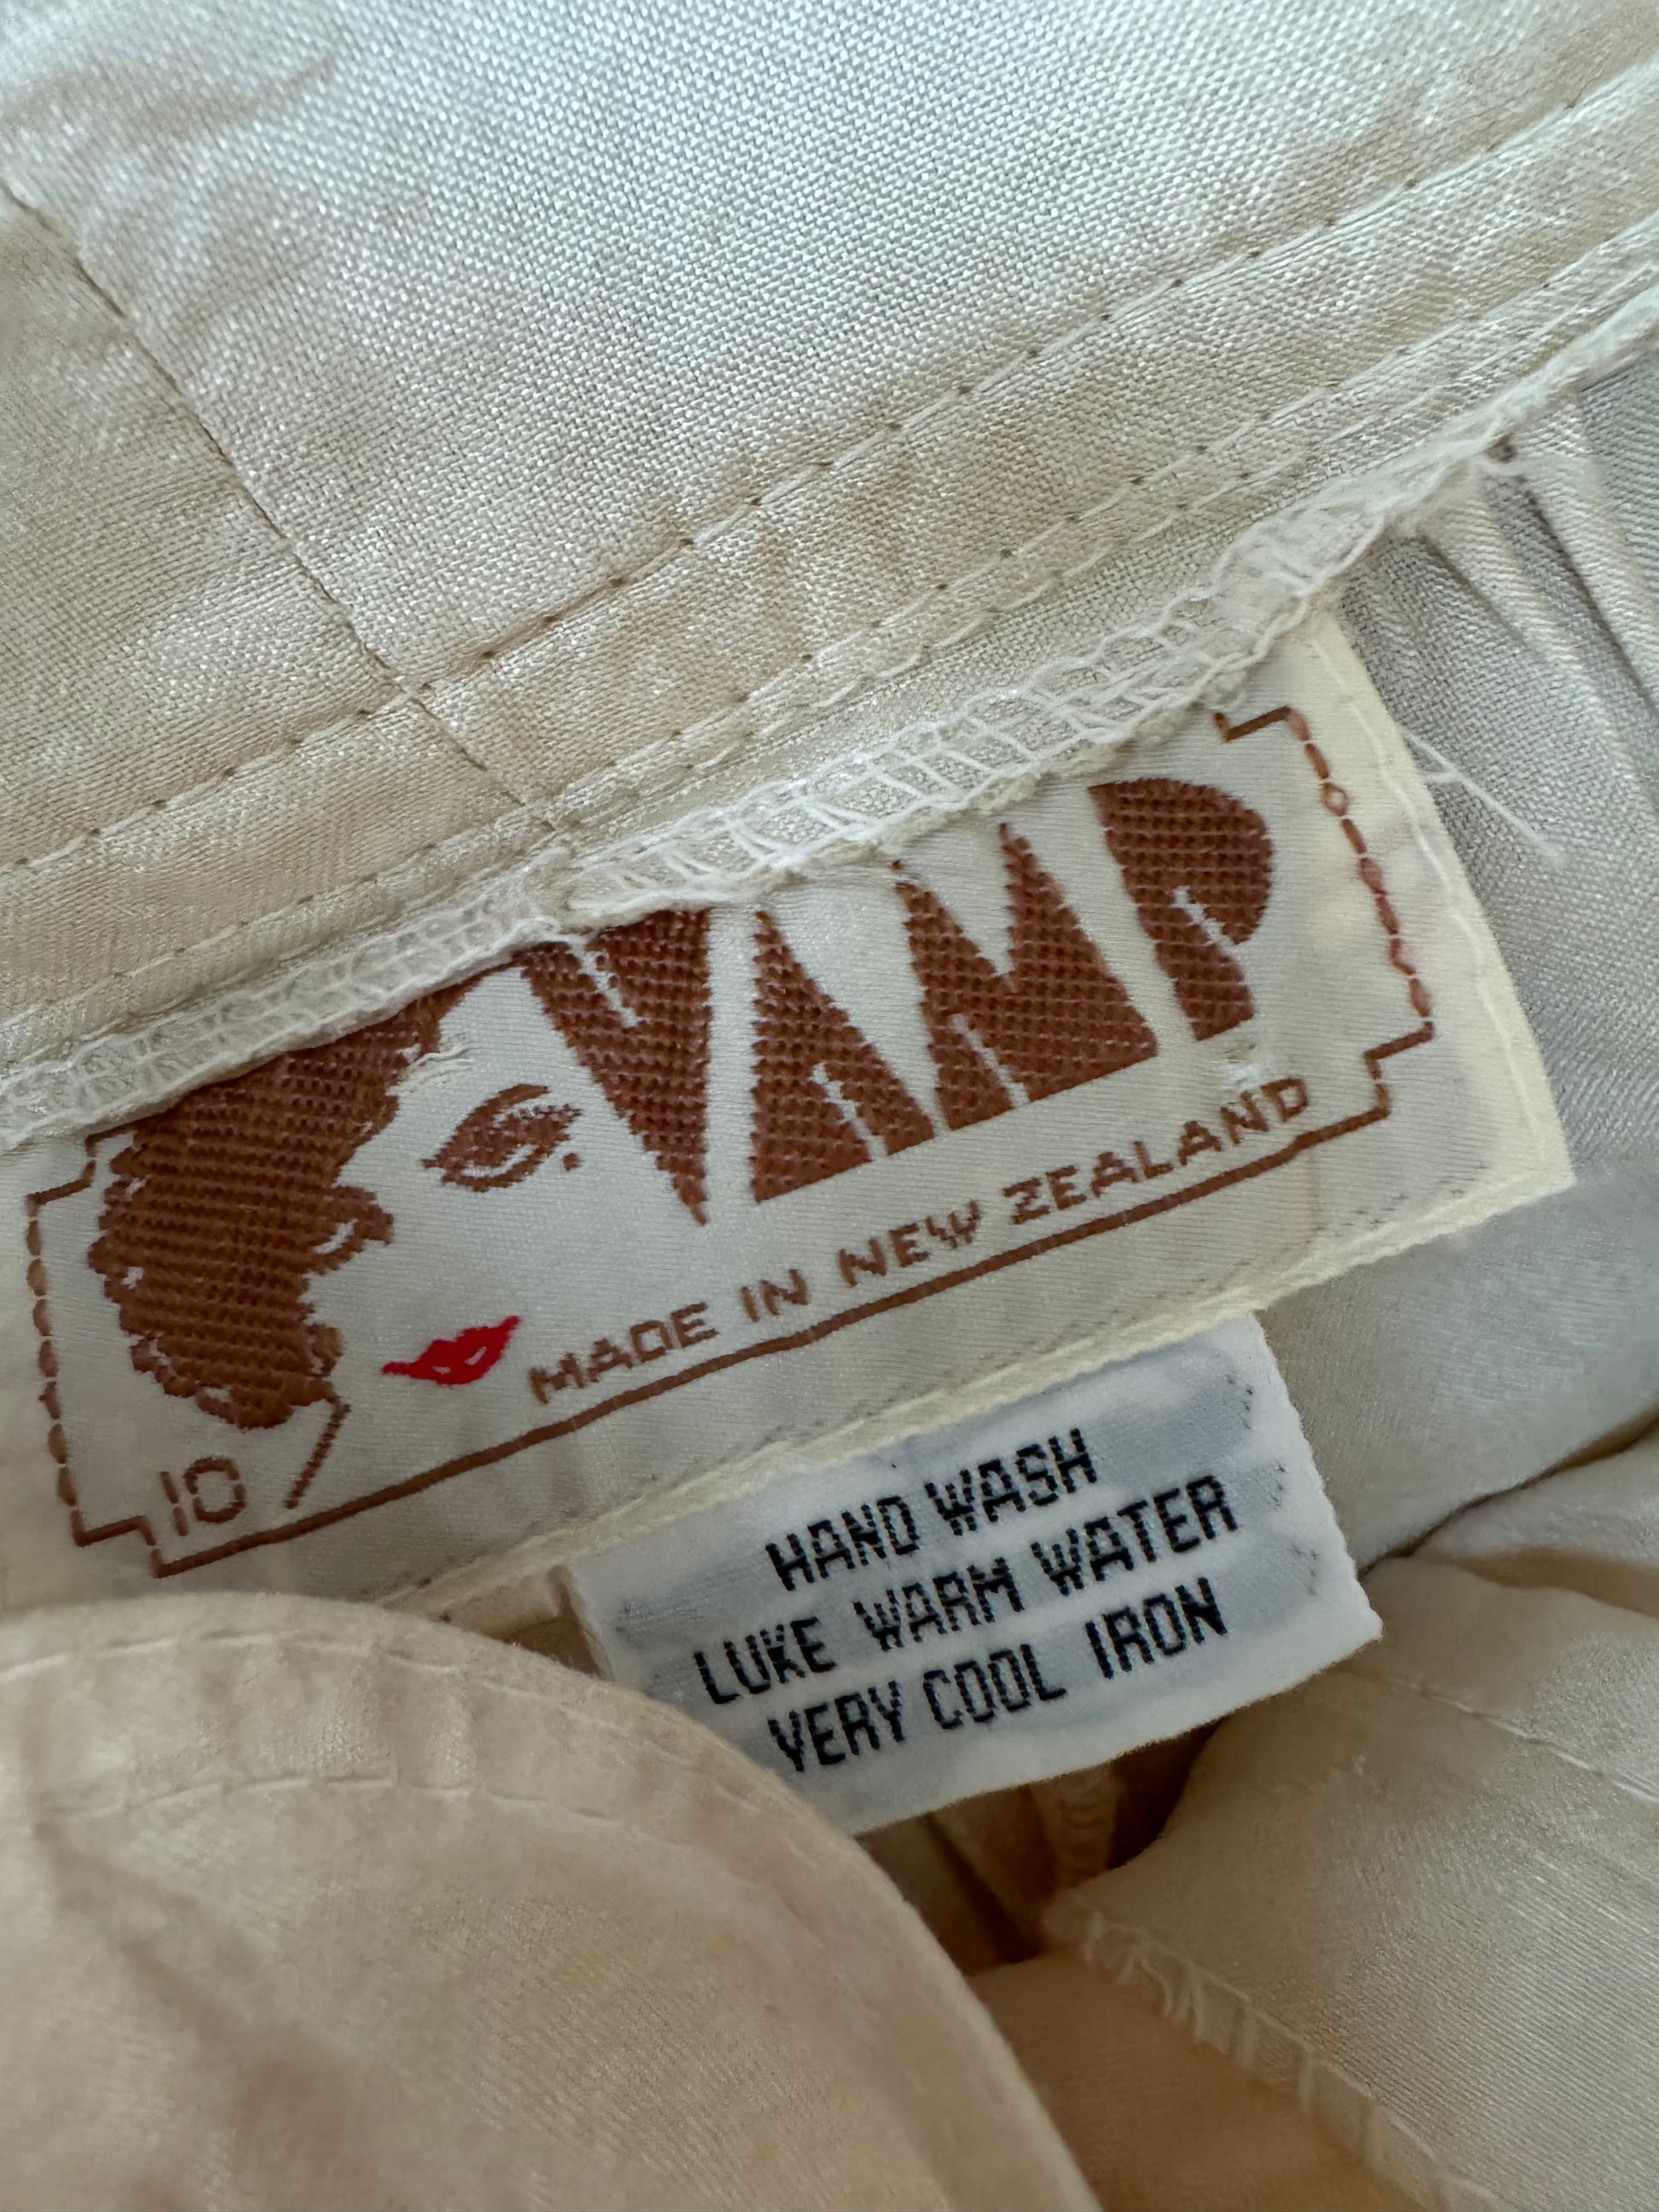 VAMP
MADE IN NEW ZEALAND
10
HAND WASH
LUKE WARM WATER
VERY COOL IRON